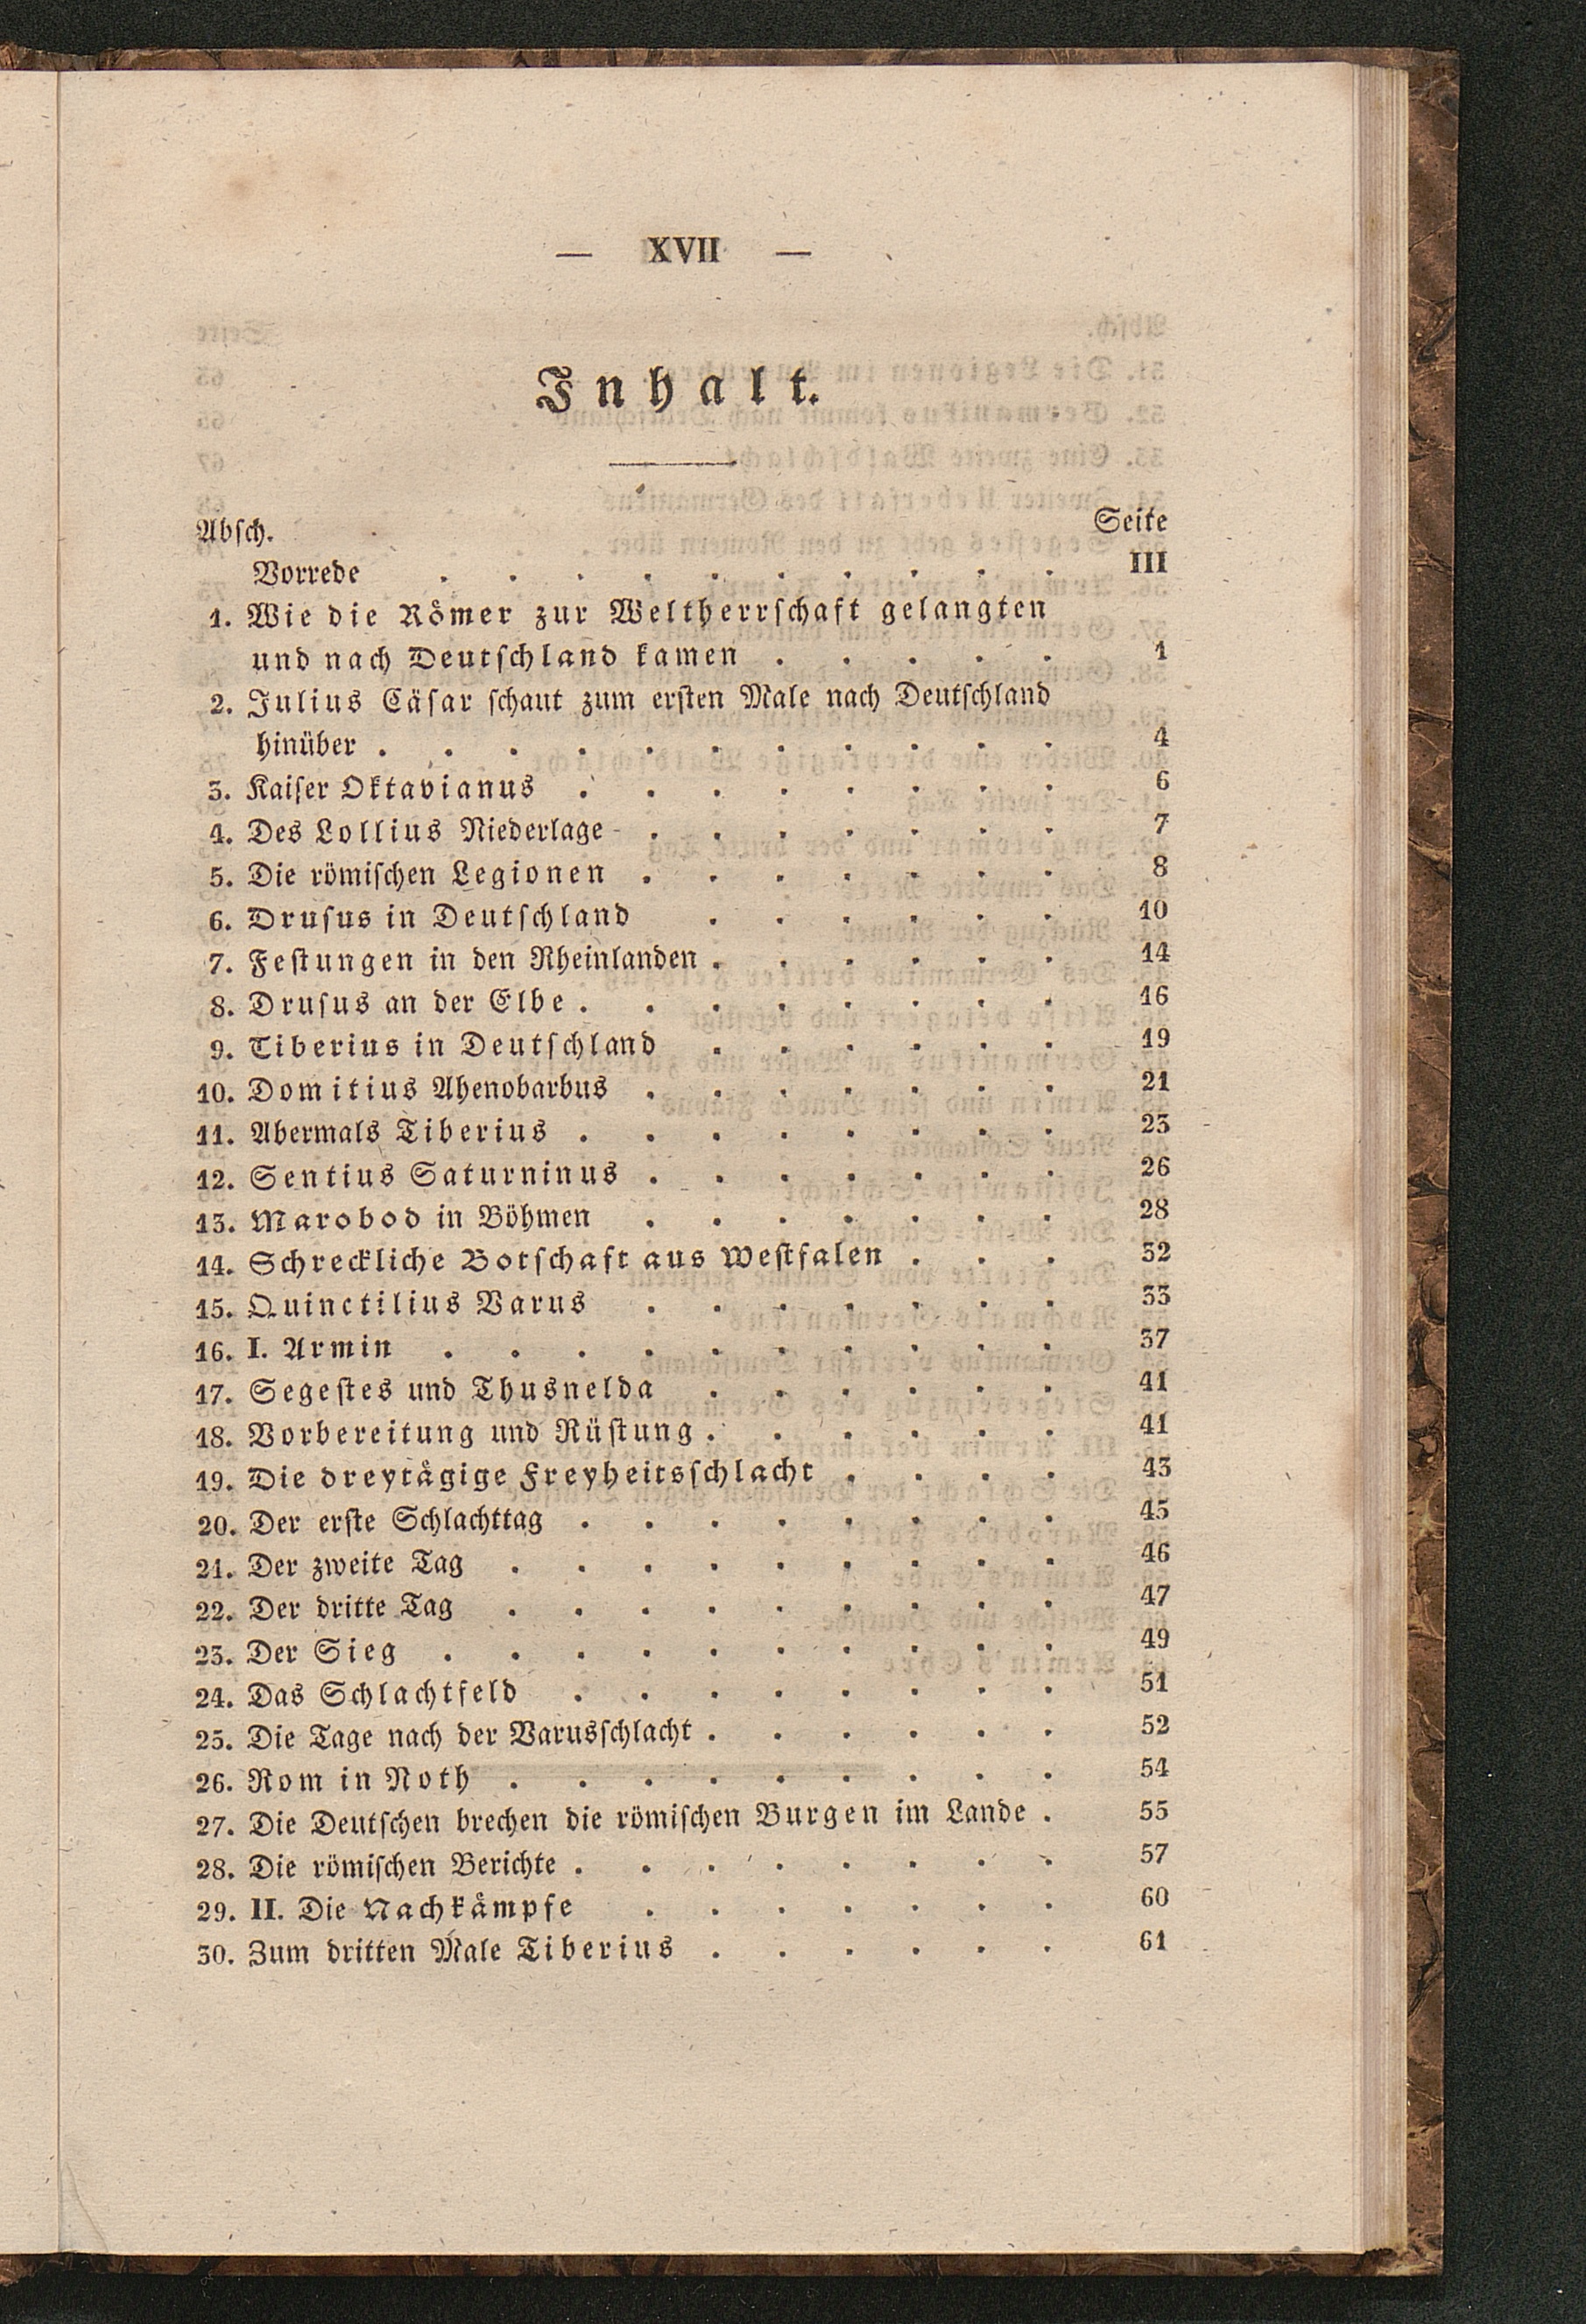 — XVII —
Inhalt.
Absch. Seite
Vorrede . . . . . . . . . . III
1. Wie die Römer zur Weltherrschaft gelangten
und nach Deutschland kamen . . . . . 1
2. Julius Cäsar schaut zum ersten Male nach Deutschland
hinüber . . . . . . . . . . . 4
3. Kaiser Oktavianus . . . . . . . . 6
4. Des Lollius Niederlage . . . . . . . 7
5. Die römischen Legionen . . . . . . . 8
6. Drusus in Deutschland . . . . . . 10
7. Festungen in den Rheinlanden . . . . . . 14
8. Drusus an der Elbe . . . . . . . . 16
9. Tiberius in Deutschland . . . . . . 19
10. Domitius Ahenobarbus . . . . . . . 21
11. Abermals Tiberius . . . . . . . . 23
12. Sentius Saturninus . . . . . . . 26
13. Marobod in Böhmen . . . . . . . 28
14. Schreckliche Botschaft aus Westfalen . . . 32
15. Quinctilius Varus . . . . . . . 33
16. I. Armin . . . . . . . . . . 37
17. Segestes und Thusnelda . . . . . . 41
18. Vorbereitung und Rüstung . . . . . . 41
19. Die dreytägige Freyheitsschlacht . . . . 43
20. Der erste Schlachttag . . . . . . . . 45
21. Der zweite Tag . . . . . . . . . 46
22. Der dritte Tag . . . . . . . . . 47
23. Der Sieg . . . . . . . . . . 49
24. Das Schlachtfeld . . . . . . . . 51
25. Die Tage nach der Varusschlacht . . . . . . 52
26. Rom in Noth . . . . . . . . . 54
27. Die Deutschen brechen die römischen Burgen im Lande . 55
28. Die römischen Berichte . . . . . . . . 57
29. II. Die Nachkämpfe . . . . . . . 60
30. Zum dritten Male Tiberius . . . . . . 61